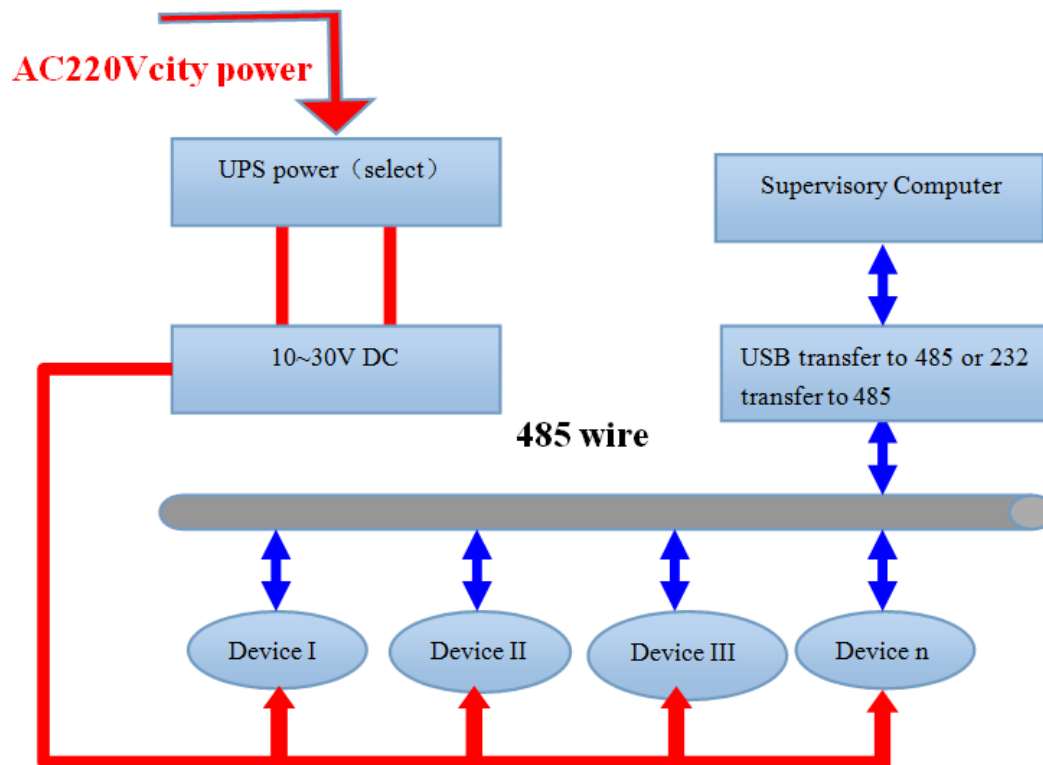 AC220Vcity power
UPS power（select）
Supervisory Computer
10~30V DC
USB transfer to 485 or 232
transfer to 485
485 wire
Device I
Device II
Device III
Device n